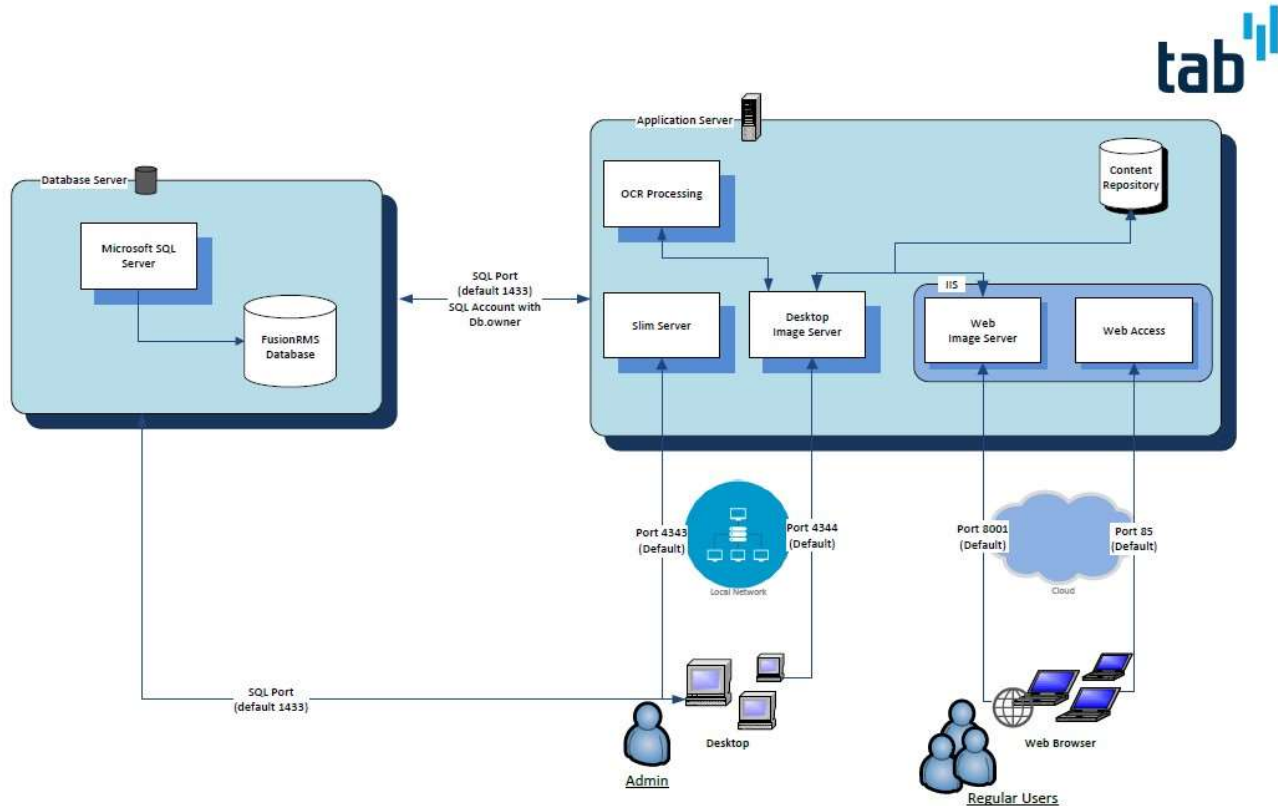 tab
Application Server
Database Server
OCR Processing
Content
Repository
Microsoft SQL
Server
FusionRMS
Database
SQL Port
(default 1433)
SQL Account with
Db.owner
IIS
Slim Server
Desktop
Image Server
Web
Image Server
Web Access
Port 4343
(Default)
Port 4344
(Default)
Local Network
Port 8001
(Default)
Port 85
(Default)
Cloud
SQL Port
(default 1433)
Desktop
Admin
Web Browser
Regular Users